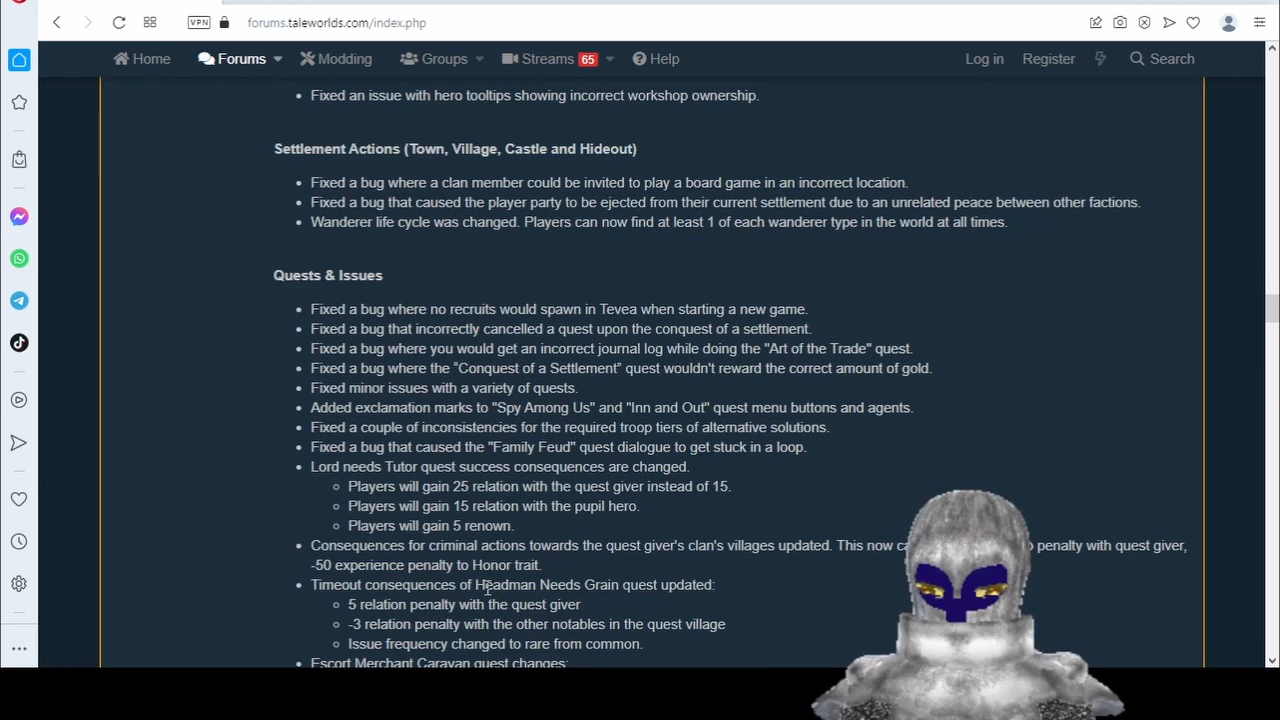 VPN
forums.taleworlds.com/index.php
Home Forums Modding Groups Streams 65 Help Log in Register Search
Fixed an issue with hero tooltips showing incorrect workshop ownership.
Settlement Actions (Town, Village, Castle and Hideout)
Fixed a bug where a clan member could be invited to play a board game in an incorrect location.
Fixed a bug that caused the player party to be ejected from their current settlement due to an unrelated peace between other factions.
Wanderer life cycle was changed. Players can now find at least 1 of each wanderer type in the world at all times.
Quests & Issues
Fixed a bug where no recruits would spawn in Tevea when starting a new game.
Fixed a bug that incorrectly cancelled a quest upon the conquest of a settlement.
Fixed a bug where you would get an incorrect journal log while doing the "Art of the Trade" quest.
Fixed a bug where the “Conquest of a Settlement” quest wouldn't reward the correct amount of gold.
Fixed minor issues with a variety of quests.
Added exclamation marks to "Spy Among Us" and "Inn and Out" quest menu buttons and agents.
Fixed a couple of inconsistencies for the required troop tiers of alternative solutions.
Fixed a bug that caused the "Family Feud" quest dialogue to get stuck in a loop.
Lord needs Tutor quest success consequences are changed.
Players will gain 25 relation with the quest giver instead of 15.
Players will gain 15 relation with the pupil hero.
Players will gain 5 renown.
Consequences for criminal actions towards the quest giver's clan's villages updated. This now penalty with quest giver,
-50 experience penalty to Honor trait.
Timeout consequences of Headman Needs Grain quest updated:
5 relation penalty with the quest giver
-3 relation penalty with the other notables in the quest village
Issue frequency changed to rare from common.
Escort Merchant Caravan quest changes: